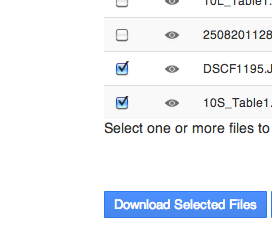 10L_Table1.
2508201128
DSCF1195.J
10S_Table1.
Select one or more files to
Download Selected Files